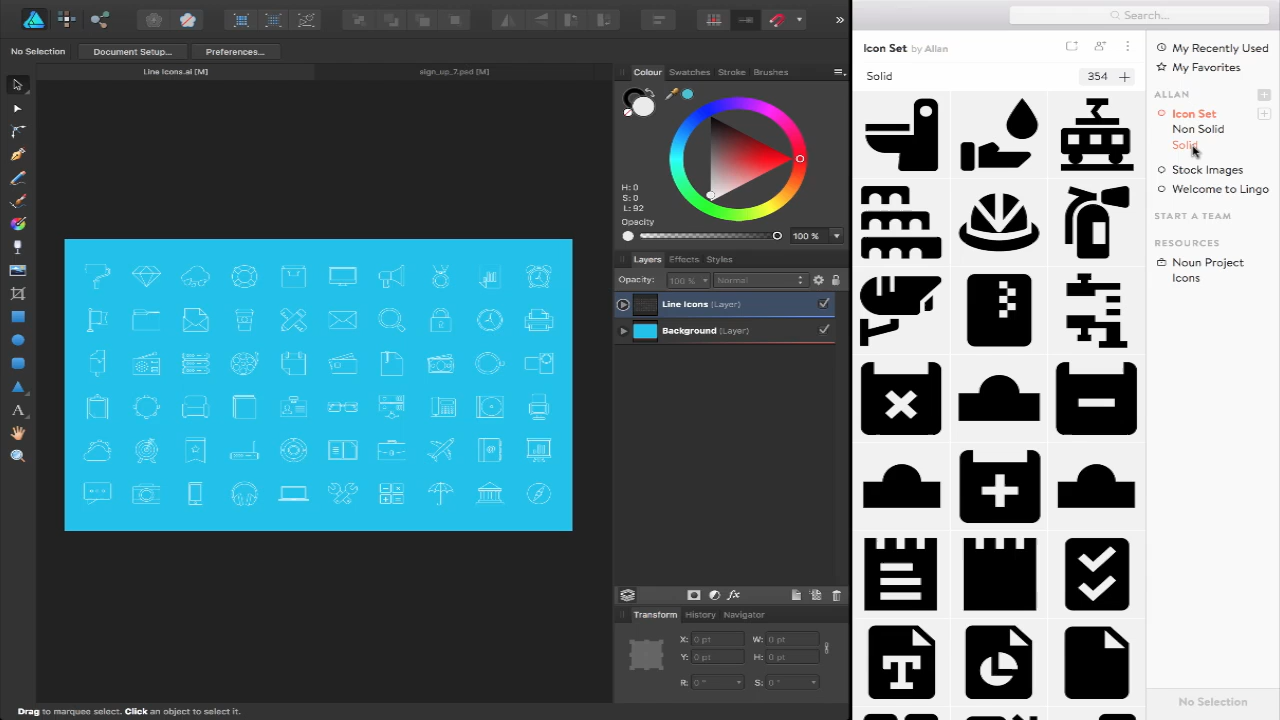 No Selection
Document Setup...
Preferences...
Line Icons.ai [M]
sign_up_7.psd [M]
Colour
Swatches
Stroke
Brushes
H: 0
S: 0
L: 92
Opacity
100 %
Layers
Effects
Styles
Opacity:
100 %
Normal
Line Icons (Layer)
Background (Layer)
fx
Transform
History
Navigator
X:
0 pt
W:
0 pt
Y:
0 pt
H:
0 pt
R:
0 °
S:
0 °
Drag to marquee select. Click an object to select it.
Search...
Icon Set by Allan
Solid
354
My Recently Used
My Favorites
ALLAN
Icon Set
Non Solid
Solid
Stock Images
Welcome to Lingo
START A TEAM
RESOURCES
Noun Project
Icons
No Selection